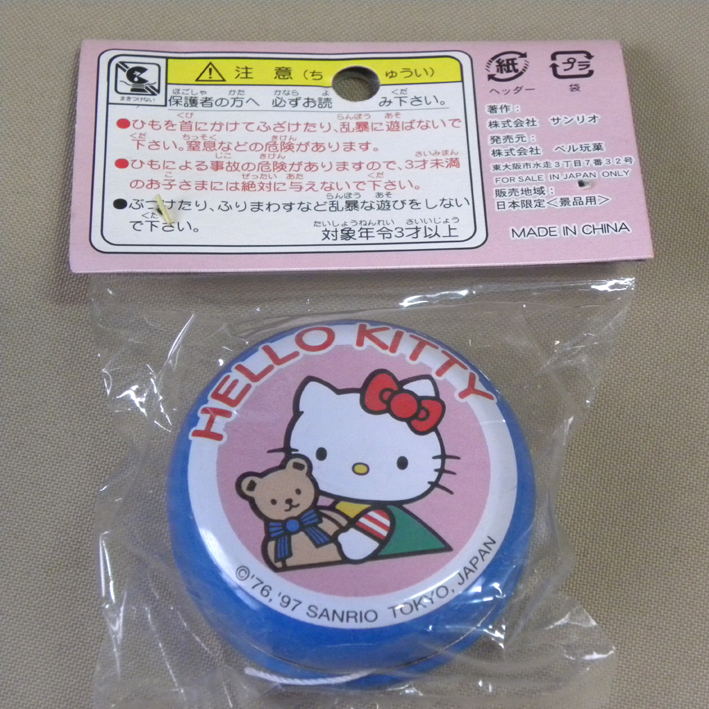 まきつけない
注 意 (ち ゅうい)
保護者の方へ 必ずお読 み下さい。
●ひもを首にかけてふざけたり、乱暴に遊ばないで
下さい。窒息などの危険があります。
●ひもによる事故の危険がありますので、3才未満
のお子さまには絶対に与えないで下さい。
●ぶつけたり、ふりまわすなど乱暴な遊びをしない
で下さい。
対象年令3才以上
紙
ヘッダー
プラ
袋
著作:
株式会社 サンリオ
発売元:
株式会社 ベル玩菓
東大阪市水走3丁目7番32号
FOR SALE IN JAPAN ONLY
販売地域:
日本限定<景品用>
MADE IN CHINA
HELLO KITTY
©'76,'97 SANRIO TOKYO, JAPAN